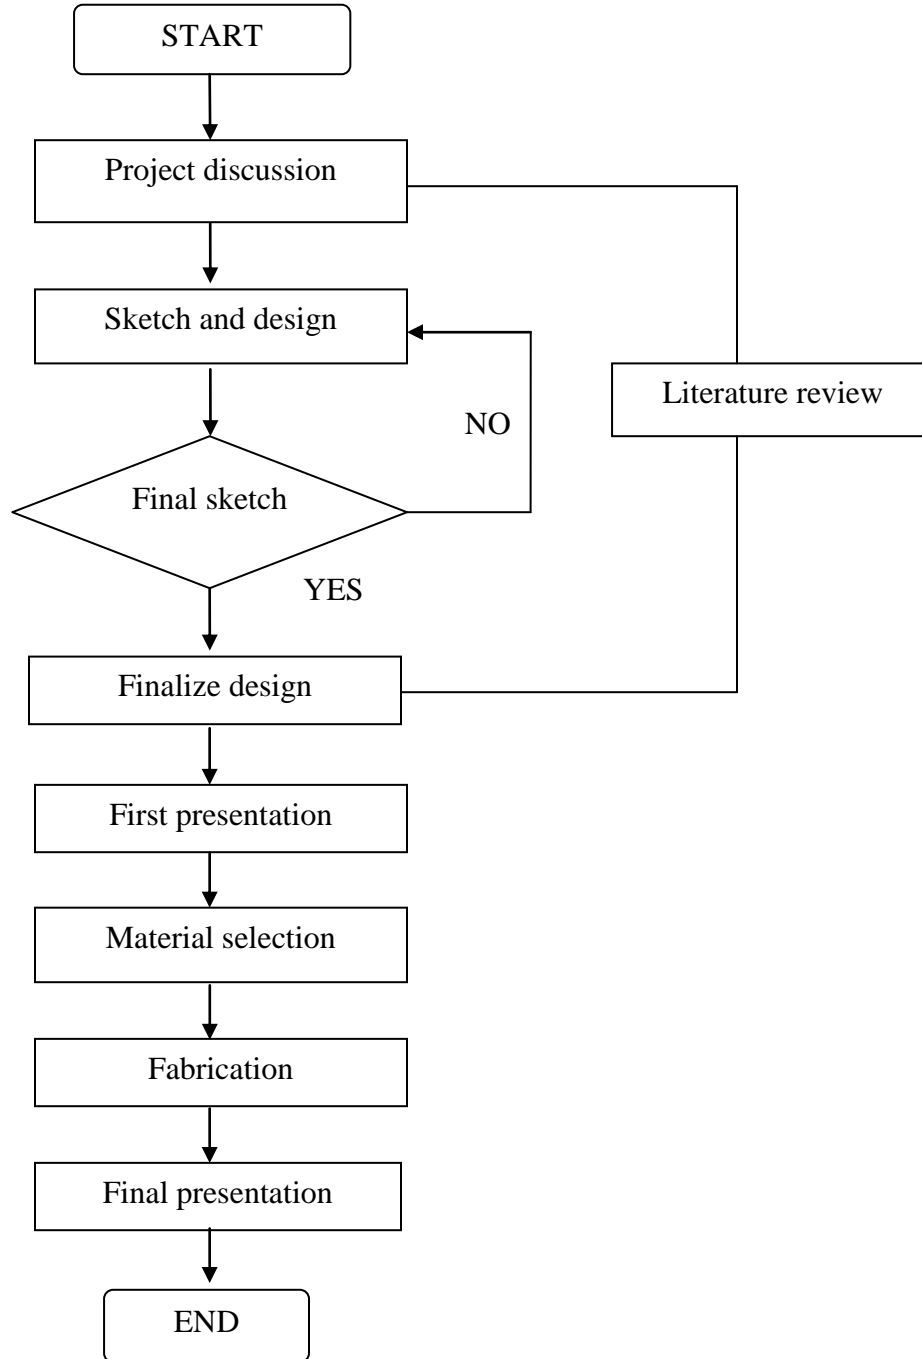 START
Project discussion
Sketch and design
Literature review
NO
Final sketch
YES
Finalize design
First presentation
Material selection
Fabrication
Final presentation
END